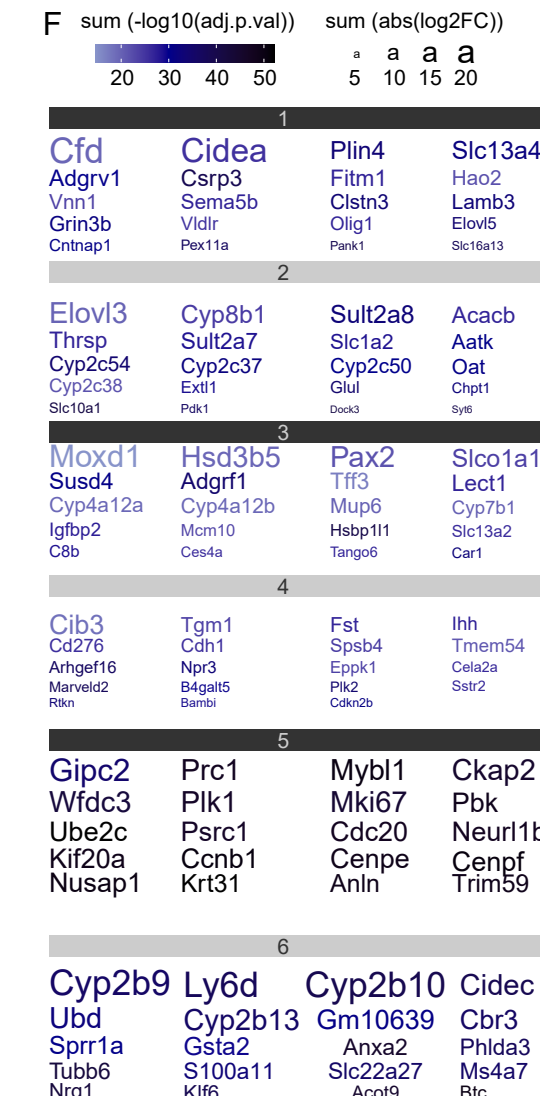 F sum (-log10(adj.p.val)) sum (abs(log2FC))
a a a a
20 30 40 50 5 10 15 20
1
Cfd Cidea Plin4 Slc13a4
Adgrv1 Csrp3 Fitm1 Hao2
Vnn1 Sema5b Clstn3 Lamb3
Grin3b Vldlr Olig1 Elovl5
Cntnap1 Pex11a Pank1 Slc16a13
2
Elovl3 Cyp8b1 Sult2a8 Acacb
Thrsp Sult2a7 Slc1a2 Aatk
Cyp2c54 Cyp2c37 Cyp2c50 Oat
Cyp2c38 Extl1 Glul Chpt1
Slc10a1 Pdk1 Dock3 Syt6
3
Moxd1 Hsd3b5 Pax2 Slco1a1
Susd4 Adgrf1 Tff3 Lect1
Cyp4a12a Cyp4a12b Mup6 Cyp7b1
Igfbp2 Mcm10 Hsbp1l1 Slc13a2
C8b Ces4a Tango6 Car1
4
Cib3 Tgm1 Fst Ihh
Cd276 Cdh1 Spsb4 Tmem54
Arhgef16 Npr3 Eppk1 Cela2a
Marveld2 B4galt5 Plk2 Sstr2
Rtkn Bambi Cdkn2b
5
Gipc2 Prc1 Mybl1 Ckap2
Wfdc3 Plk1 Mki67 Pbk
Ube2c Psrc1 Cdc20 Neurl1b
Kif20a Ccnb1 Cenpe Cenpf
Nusap1 Krt31 Anln Trim59
6
Cyp2b9 Ly6d Cyp2b10 Cidec
Ubd Cyp2b13 Gm10639 Cbr3
Sprr1a Gsta2 Anxa2 Phlda3
Tubb6 S100a11 Slc22a27 Ms4a7
Nrg1 Klf6 Acot9 Btc